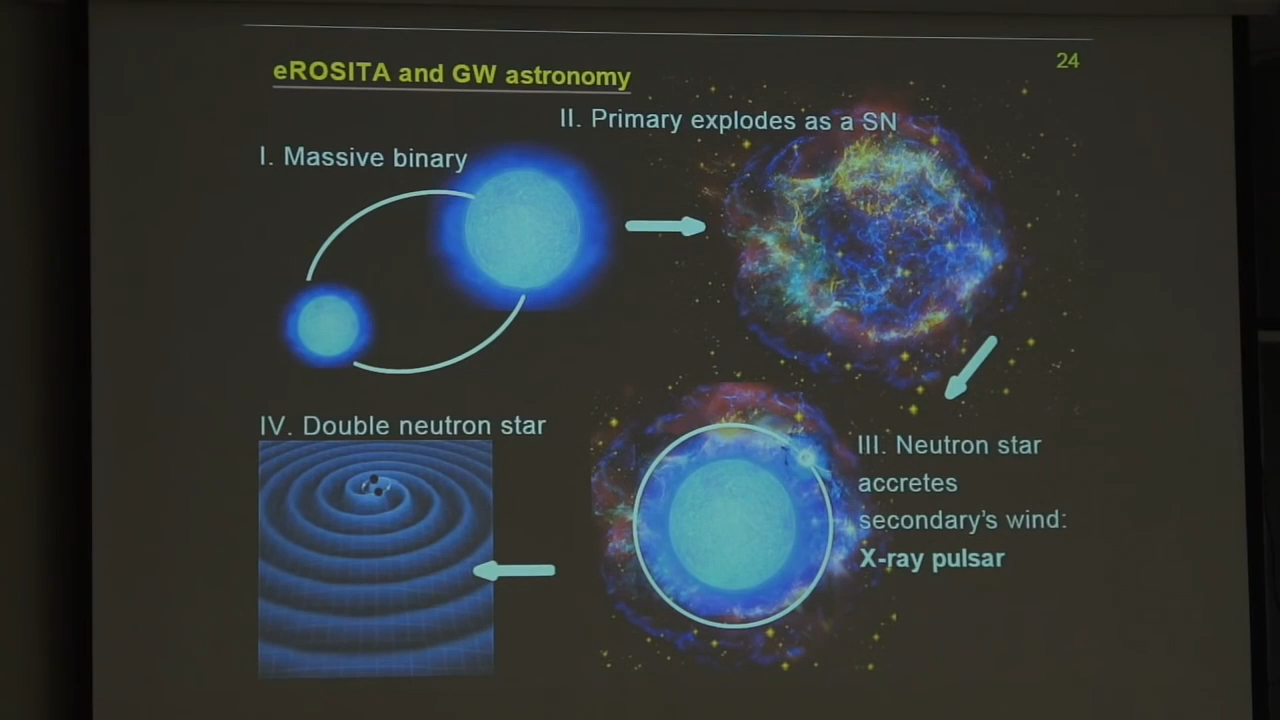 24
eROSITA and GW astronomy
II. Primary explodes as a SN
I. Massive binary
III. Neutron star
accretes
secondary's wind:
X-ray pulsar
IV. Double neutron star